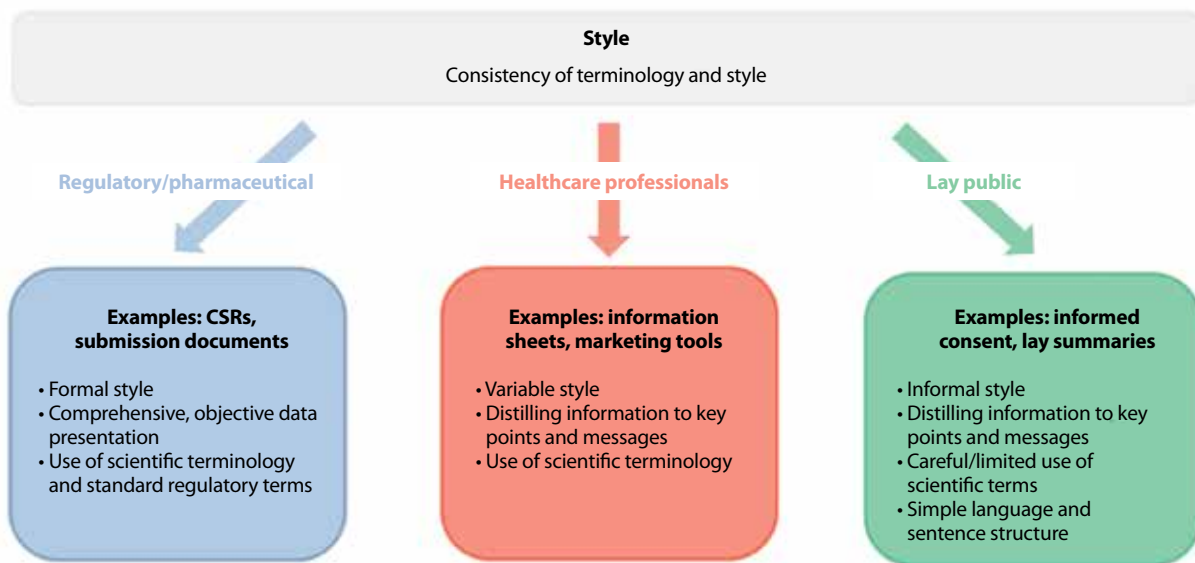 Style
Consistency of terminology and style
Regulatory/pharmaceutical
Healthcare professionals
Lay public
Examples: CSRs,
submission documents
• Formal style
• Comprehensive, objective data
presentation
• Use of scientific terminology
and standard regulatory terms
Examples: information
sheets, marketing tools
• Variable style
• Distilling information to key
points and messages
• Use of scientific terminology
Examples: informed
consent, lay summaries
• Informal style
• Distilling information to key
points and messages
• Careful/limited use of
scientific terms
• Simple language and
sentence structure